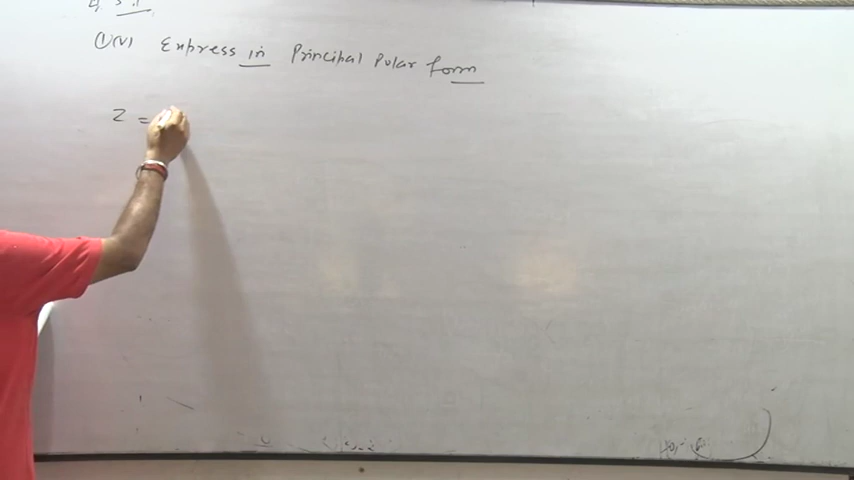 ① (v) Express in Principal Polar form
Z =